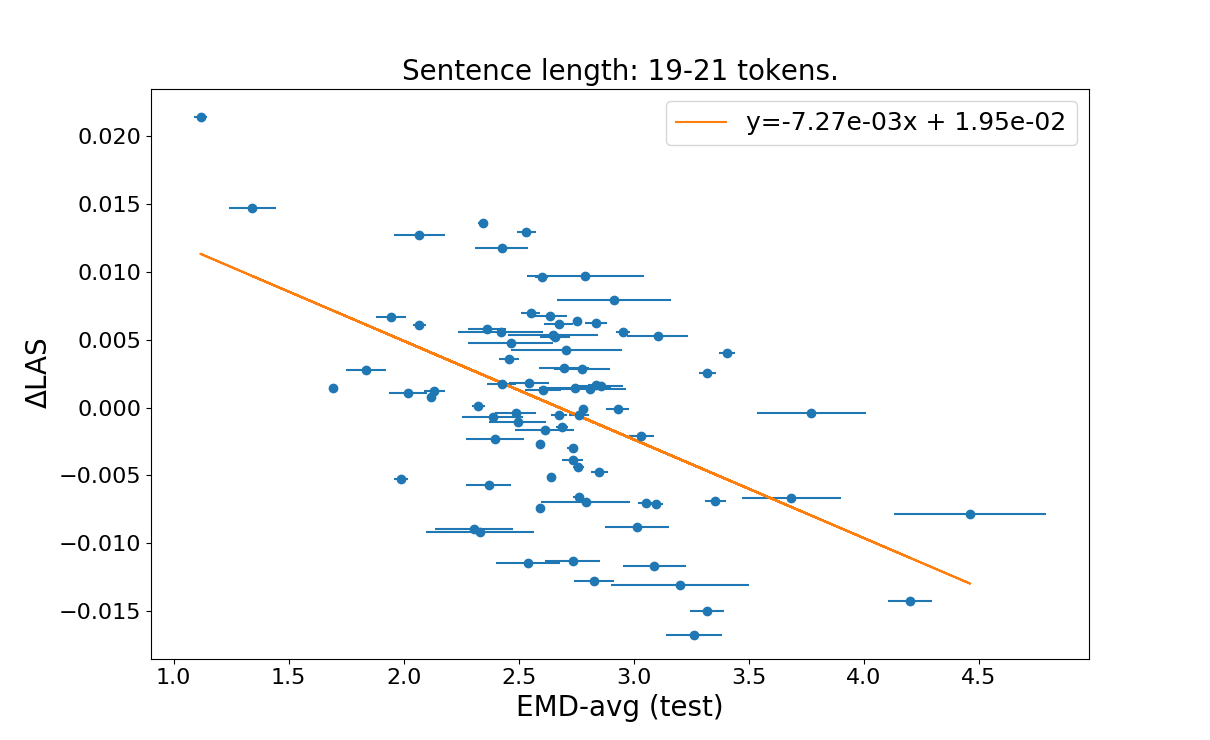 Sentence length: 19-21 tokens.
y=-7.27e-03x + 1.95e-02
0.020
0.015
0.010
0.005
0.000
−0.005
−0.010
−0.015
ΔLAS
1.0 1.5 2.0 2.5 3.0 3.5 4.0 4.5
EMD-avg (test)